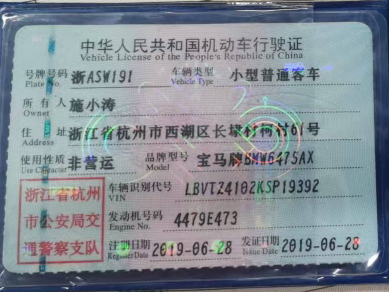 中华人民共和国机动车行驶证
Vehicle License of the People's Republic of China
号牌号码 浙ASW191 车辆类型 小型普通客车
Plate No. Vehicle Type
所有人 施小涛
Owner
住址 浙江省杭州市西湖区长埭村柯村61号
Address
使用性质 非营运 品牌型号 宝马牌BMW6475AX
Use Character Model
浙江省杭州市公安局交通警察支队
车辆识别代号 LBVTZ4102KSP19392
VIN
发动机号码 4479E473
Engine No.
注册日期 2019-06-28 发证日期 2019-06-28
Register Date Issue Date